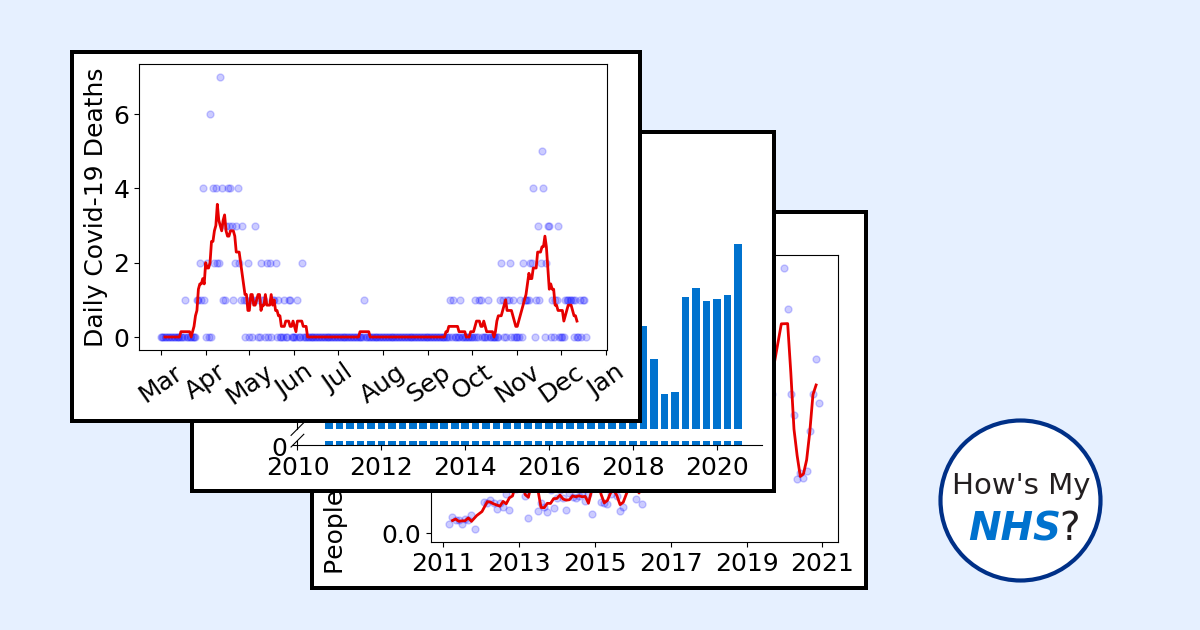 Daily Covid-19 Deaths
6
4
2
0
Mar Apr May Jun Jul Aug Sep Oct Nov Dec Jan
0
2010 2012 2014 2016 2018 2020
People
0.0
2011 2013 2015 2017 2019 2021
How's My
NHS?